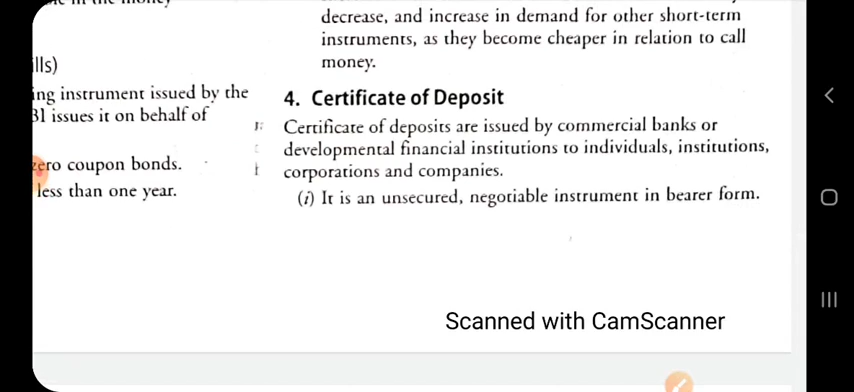 ills)
ing instrument issued by the
issues it on behalf of
zero coupon bonds.
less than one year.
decrease, and increase in demand for other short-term
instruments, as they become cheaper in relation to call
money.
4. Certificate of Deposit
Certificate of deposits are issued by commercial banks or
developmental financial institutions to individuals, institutions,
corporations and companies.
(i) It is an unsecured, negotiable instrument in bearer form.
Scanned with CamScanner